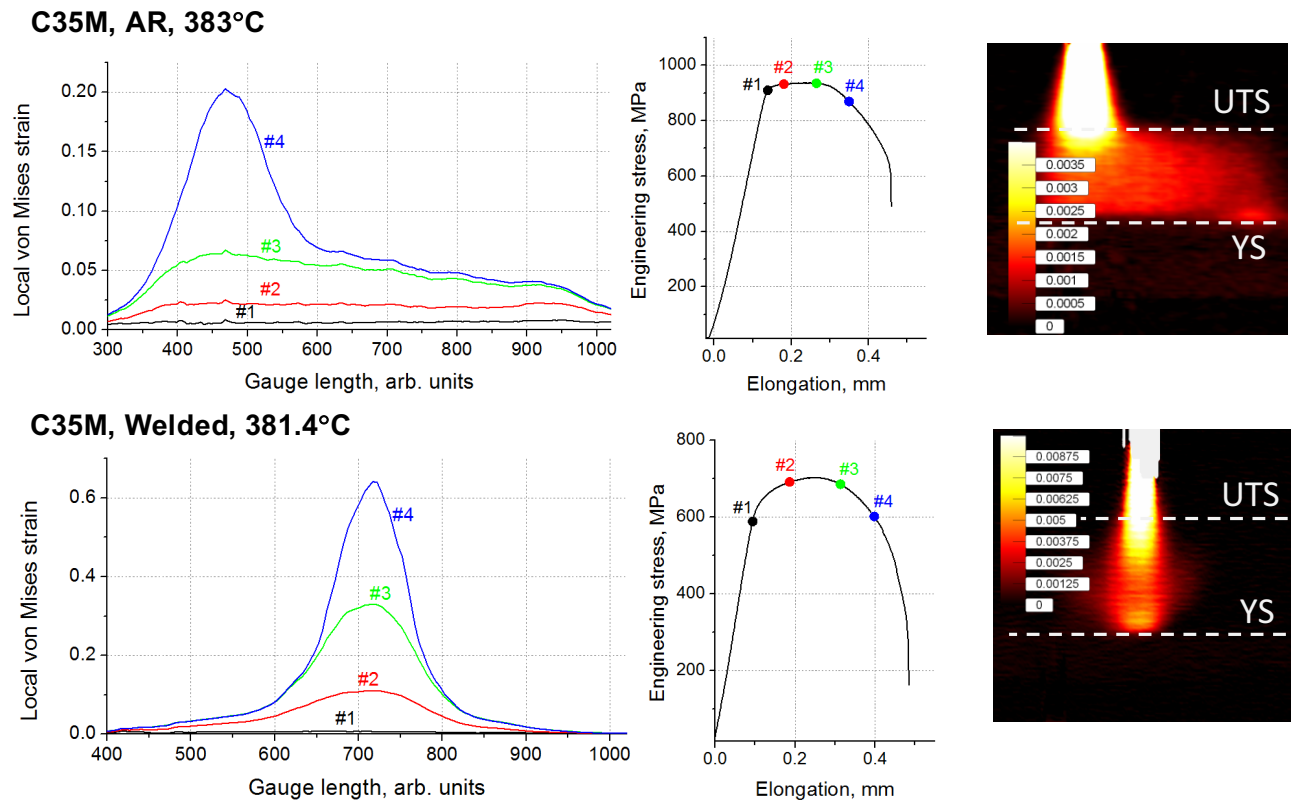 C35M, AR, 383°C
Local von Mises strain
0.20
0.15
0.10
0.05
0.00
#4
#3
#2
#1
300 400 500 600 700 800 900 1000
Gauge length, arb. units
Engineering stress, MPa
1000
800
600
400
200
#1
#2
#3
#4
0.0 0.2 0.4
Elongation, mm
UTS
YS
0.0035
0.003
0.0025
0.002
0.0015
0.001
0.0005
0
C35M, Welded, 381.4°C
Local von Mises strain
0.6
0.4
0.2
0.0
#4
#3
#2
#1
400 500 600 700 800 900 1000
Gauge length, arb. units
Engineering stress, MPa
800
600
400
200
#1
#2
#3
#4
0.0 0.2 0.4
Elongation, mm
0.00875
0.0075
0.00625
0.005
0.00375
0.0025
0.00125
0
UTS
YS